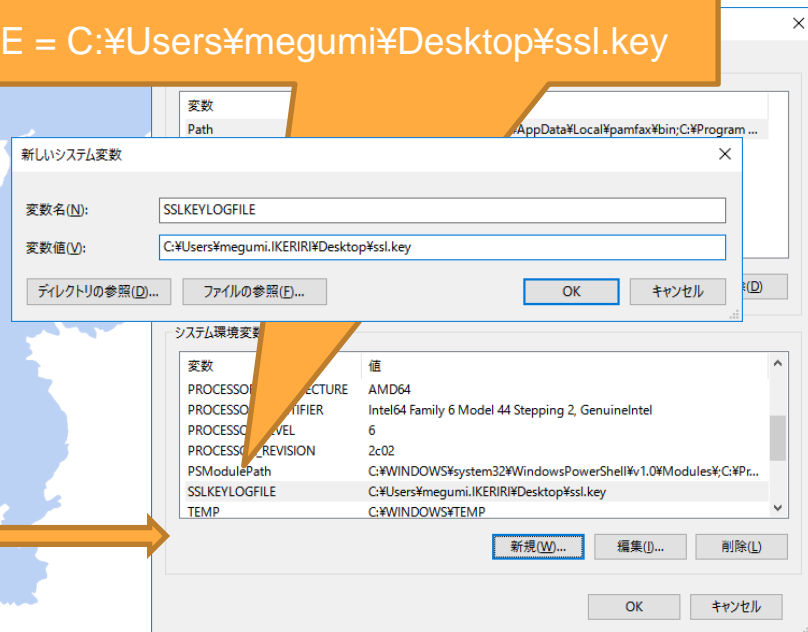 E = C:¥Users¥megumi¥Desktop¥ssl.key
変数
Path
¥AppData¥Local¥pamfax¥bin;C:¥Program ...
新しいシステム変数
変数名(N):
SSLKEYLOGFILE
変数値(V):
C:¥Users¥megumi.IKERIRI¥Desktop¥ssl.key
ディレクトリの参照(D)...
ファイルの参照(F)...
OK
キャンセル
(D)
システム環境変
変数
値
PROCESSO
ECTURE
AMD64
PROCESSO
TIFIER
Intel64 Family 6 Model 44 Stepping 2, GenuineIntel
PROCESSO
VEL
6
PROCESSO
_REVISION
2c02
PSModulePath
C:¥WINDOWS¥system32¥WindowsPowerShell¥v1.0¥Modules¥;C:¥Pr...
SSLKEYLOGFILE
C:¥Users¥megumi.IKERIRI¥Desktop¥ssl.key
TEMP
C:¥WINDOWS¥TEMP
新規(W)...
編集(I)...
削除(L)
OK
キャンセル